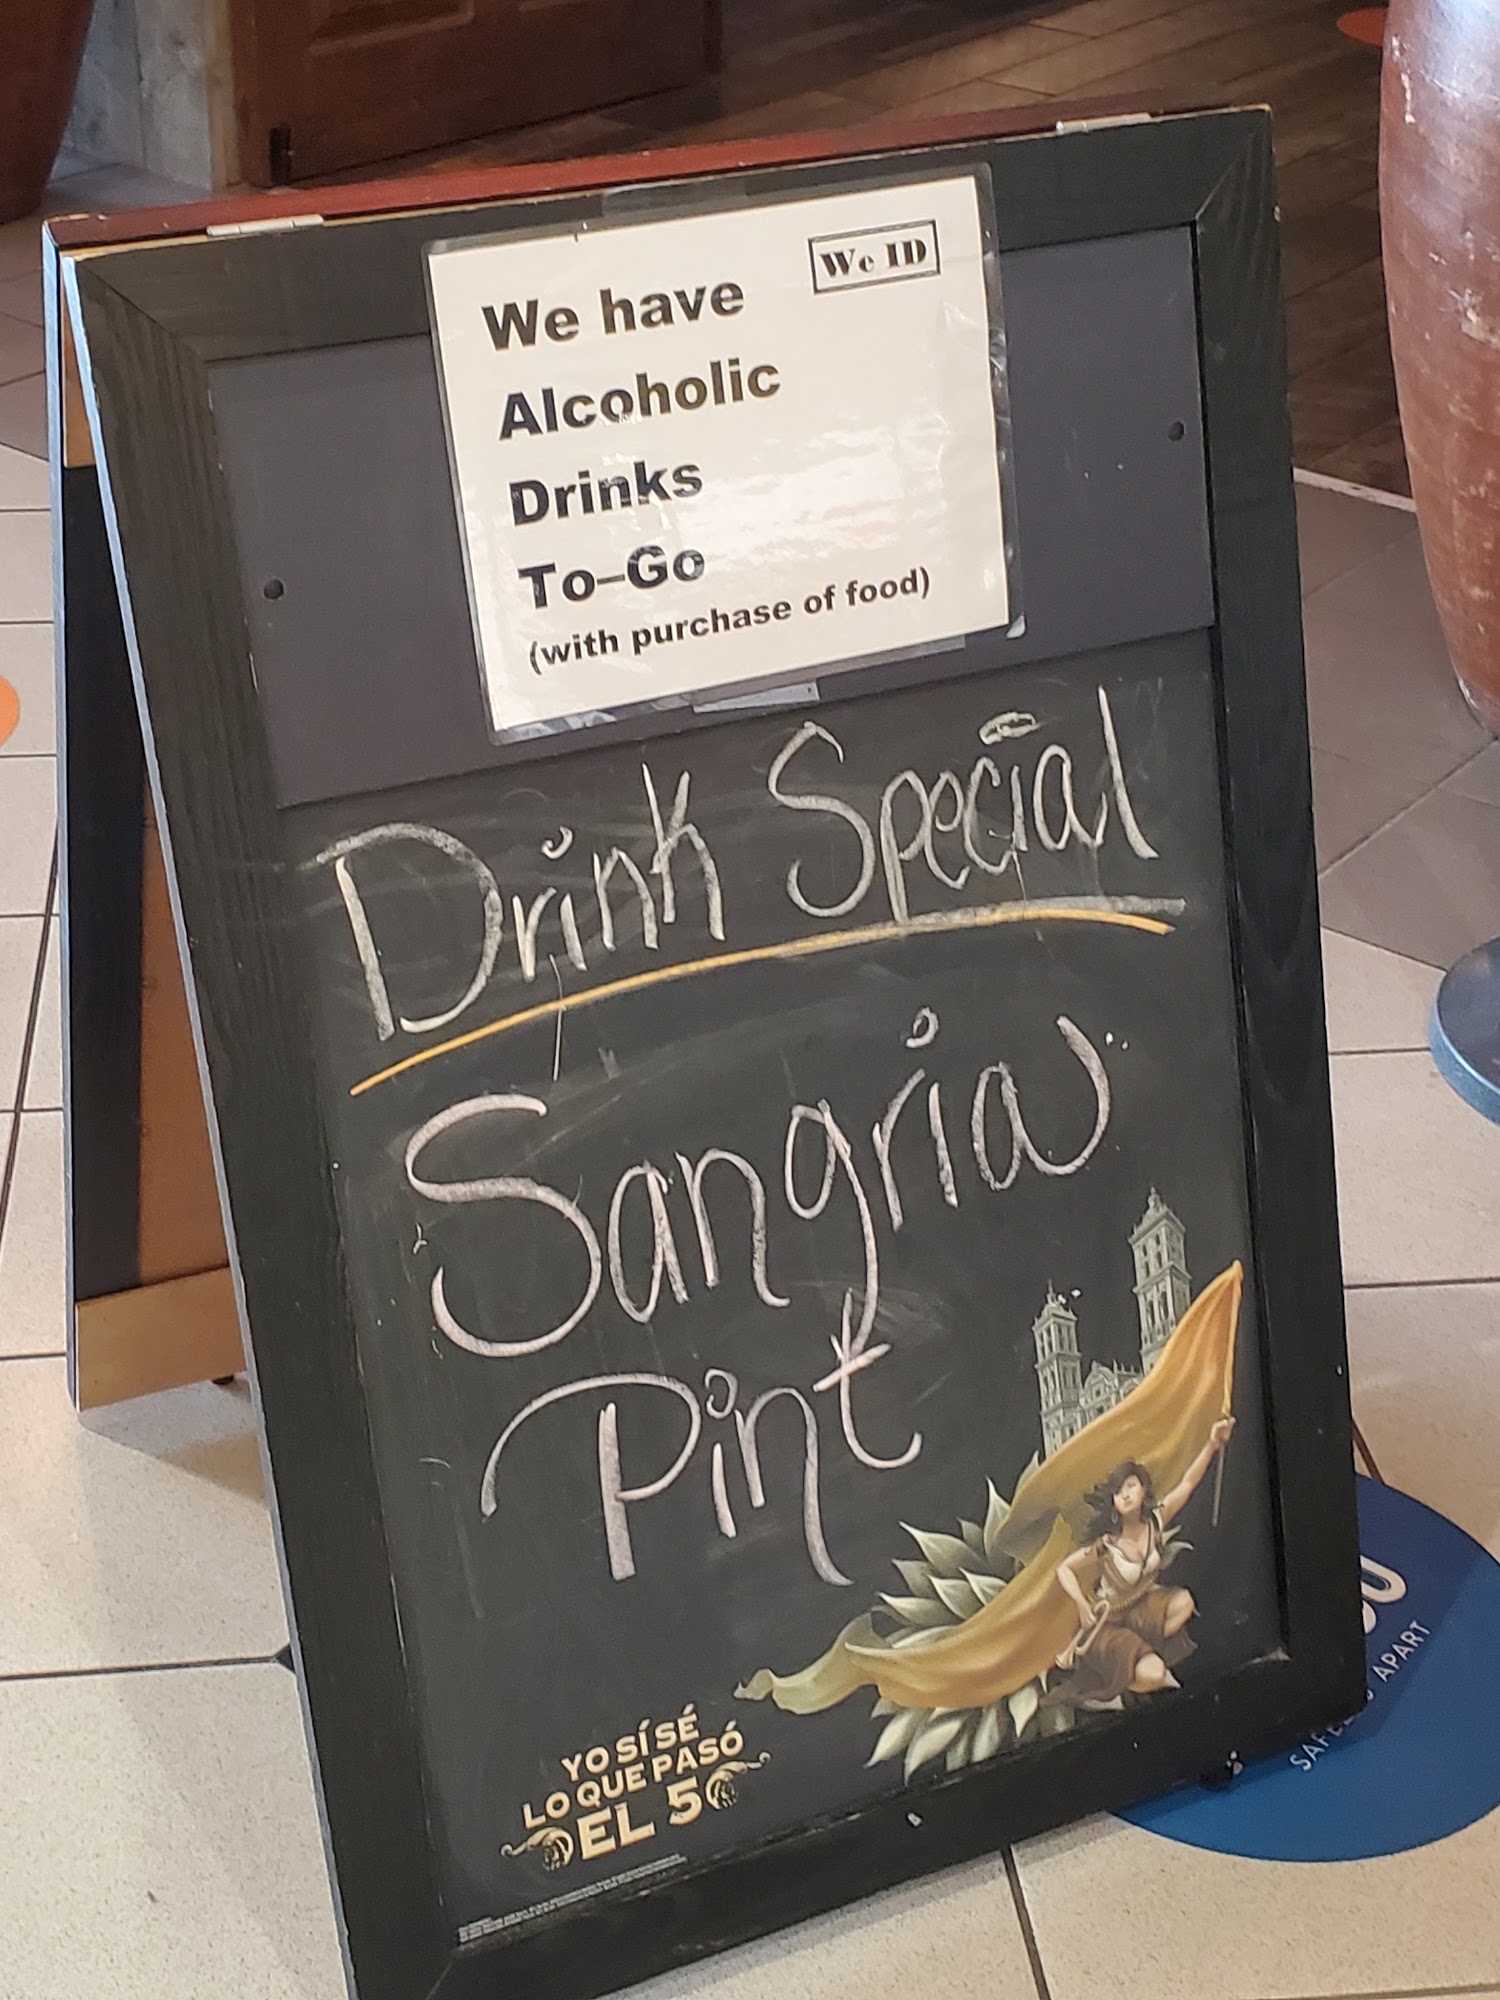 We ID
We have
Alcoholic
Drinks
To-Go
(with purchase of food)
Drink Special
Sangria
Pint
YO SÍ SÉ
LO QUE PASÓ
EL 5
APART